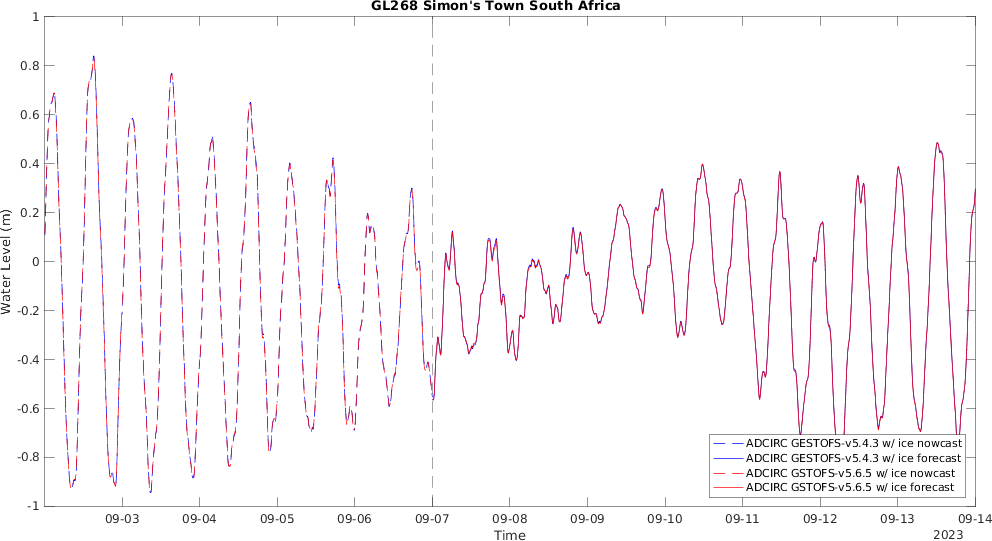 GL268 Simon's Town South Africa
1
0.8
0.6
0.4
0.2
0
-0.2
-0.4
-0.6
-0.8
-1
Water Level (m)
ADCIRC GESTOFS-v5.4.3 w/ ice nowcast
ADCIRC GESTOFS-v5.4.3 w/ ice forecast
ADCIRC GSTOFS-v5.6.5 w/ ice nowcast
ADCIRC GSTOFS-v5.6.5 w/ ice forecast
09-03 09-04 09-05 09-06 09-07 09-08 09-09 09-10 09-11 09-12 09-13 09-14
Time
2023